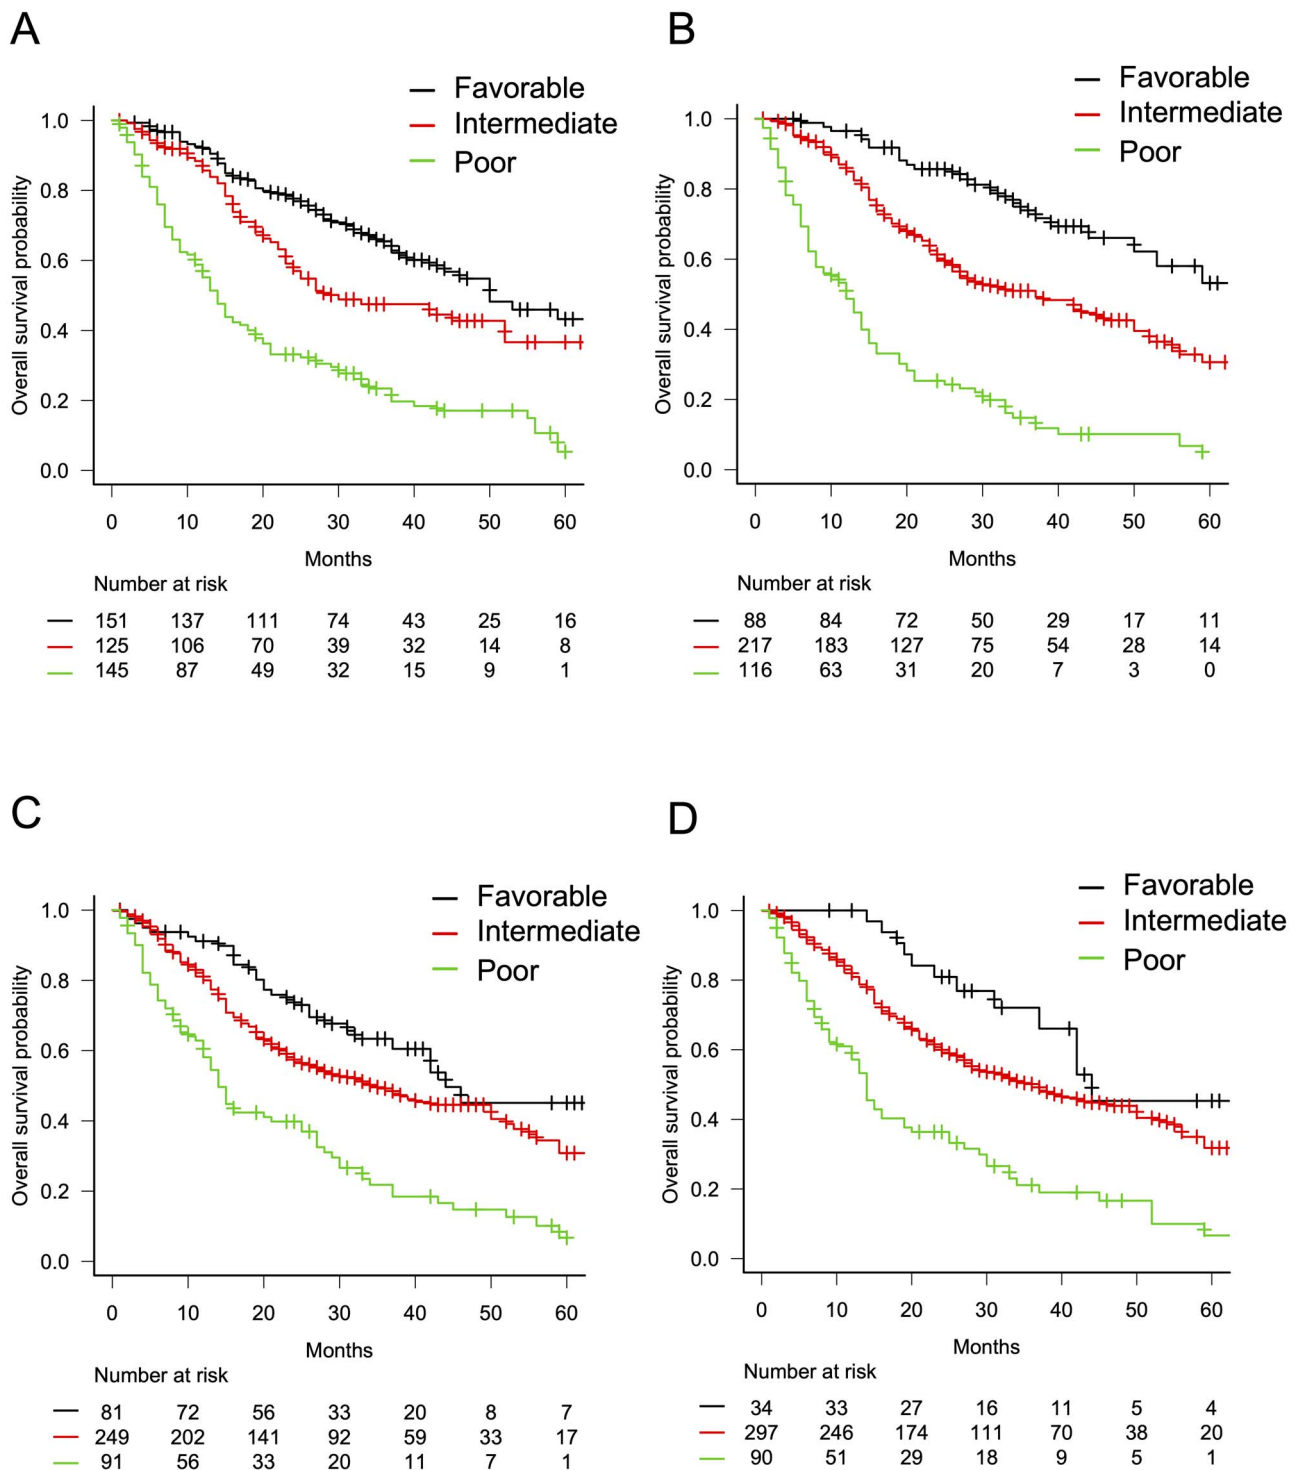 A
Favorable
Intermediate
Poor
Overall survival probability
1.0
0.8
0.6
0.4
0.2
0.0
0 10 20 30 40 50 60
Months
Number at risk
151 137 111 74 43 25 16
125 106 70 39 32 14 8
145 87 49 32 15 9 1
B
Favorable
Intermediate
Poor
Overall survival probability
1.0
0.8
0.6
0.4
0.2
0.0
0 10 20 30 40 50 60
Months
Number at risk
88 84 72 50 29 17 11
217 183 127 75 54 28 14
116 63 31 20 7 3 0
C
Favorable
Intermediate
Poor
Overall survival probability
1.0
0.8
0.6
0.4
0.2
0.0
0 10 20 30 40 50 60
Months
Number at risk
81 72 56 33 20 8 7
249 202 141 92 59 33 17
91 56 33 20 11 7 1
D
Favorable
Intermediate
Poor
Overall survival probability
1.0
0.8
0.6
0.4
0.2
0.0
0 10 20 30 40 50 60
Months
Number at risk
34 33 27 16 11 5 4
297 246 174 111 70 38 20
90 51 29 18 9 5 1